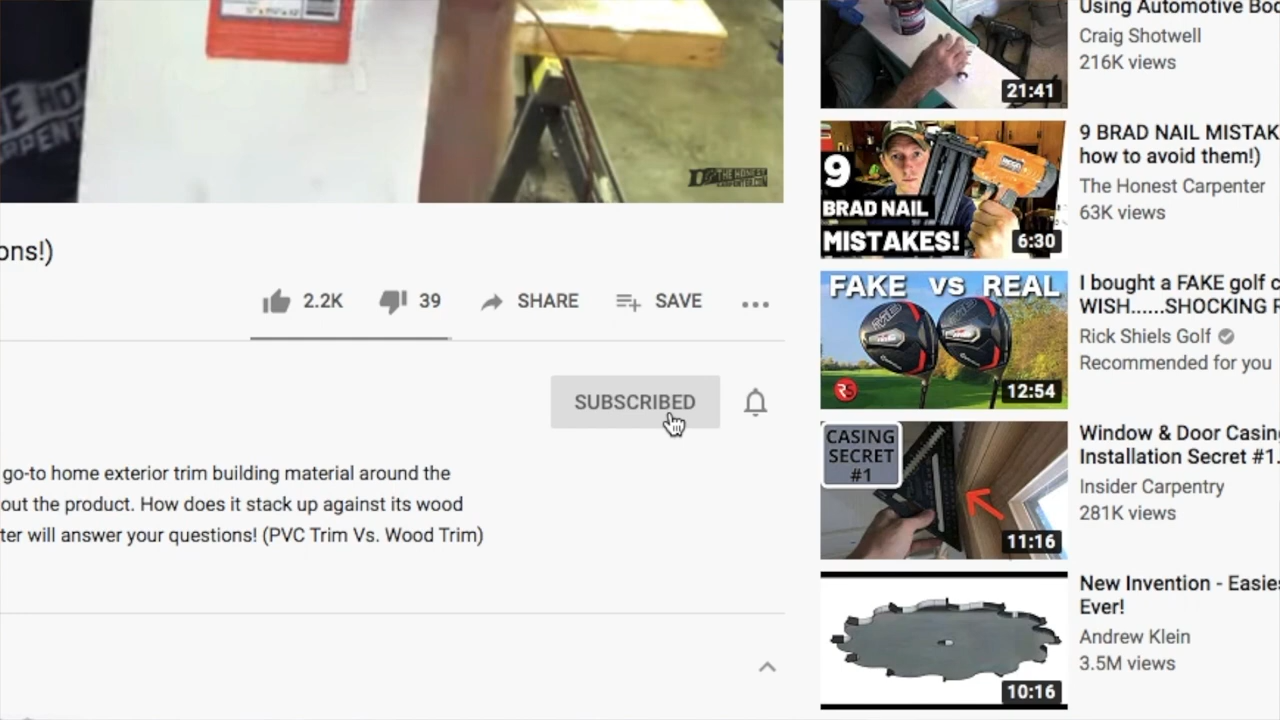 THE HONEST
CARPENTER
ons!)
2.2K
39
SHARE
SAVE
SUBSCRIBED
go-to home exterior trim building material around the
out the product. How does it stack up against its wood
ter will answer your questions! (PVC Trim Vs. Wood Trim)
Using Automotive Bod
Craig Shotwell
216K views
21:41
9 BRAD NAIL MISTAK
how to avoid them!)
The Honest Carpenter
63K views
9
BRAD NAIL
MISTAKES!
6:30
I bought a FAKE golf c
WISH......SHOCKING R
Rick Shiels Golf
Recommended for you
FAKE VS REAL
12:54
Window & Door Casing
Installation Secret #1.
Insider Carpentry
281K views
CASING
SECRET
#1
11:16
New Invention - Easies
Ever!
Andrew Klein
3.5M views
10:16